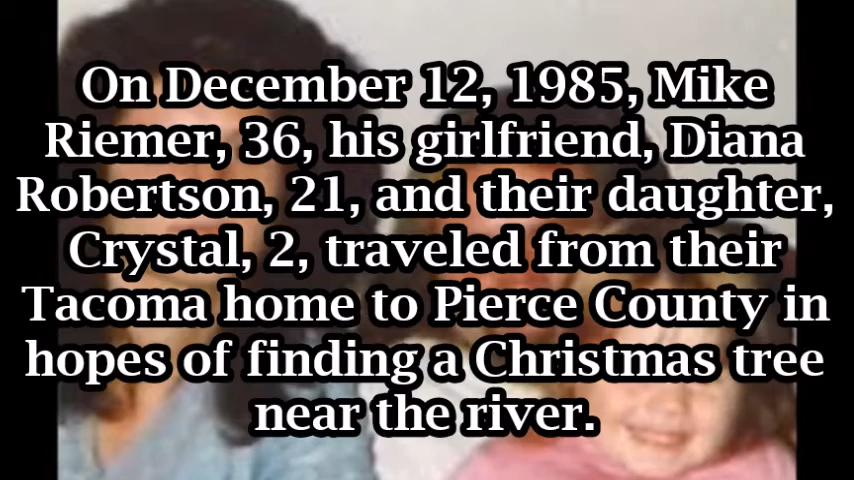 On December 12, 1985, Mike
Riemer, 36, his girlfriend, Diana
Robertson, 21, and their daughter,
Crystal, 2, traveled from their
Tacoma home to Pierce County in
hopes of finding a Christmas tree
near the river.